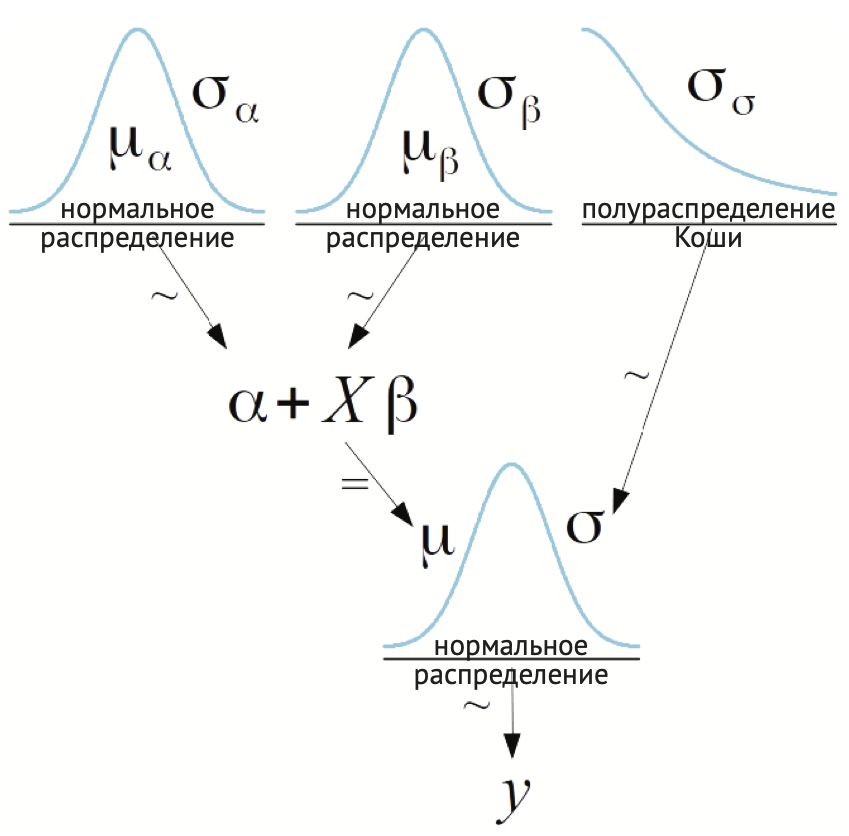 σα σβ σσ
μα μβ
нормальное нормальное полураспределение
распределение распределение Коши
~ ~
~
α + X β
=
μ σ
нормальное
распределение
~
y